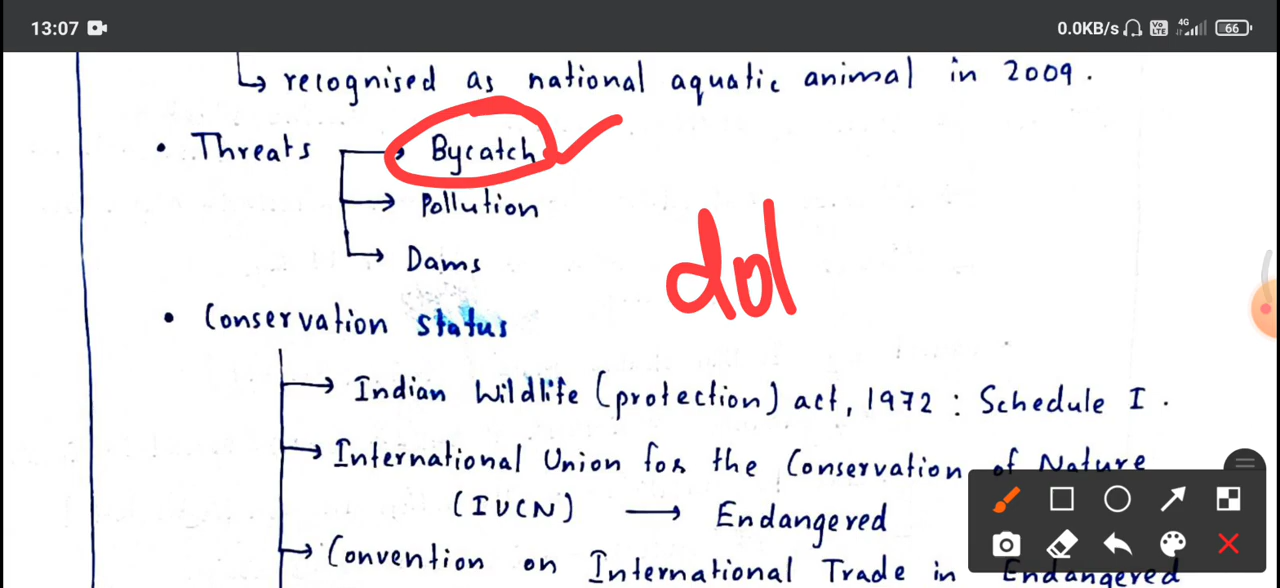 13:07 0.0KB/s Vo LTE 4G 66
↳ recognised as national aquatic animal in 2009.
• Threats → Bycatch
→ Pollution
→ Dams
dol
• Conservation status
→ Indian Wildlife (protection) act, 1972 : Schedule I.
→ International Union for the Conservation of Nature
(IUCN) → Endangered
→ Convention on International Trade in Endangered